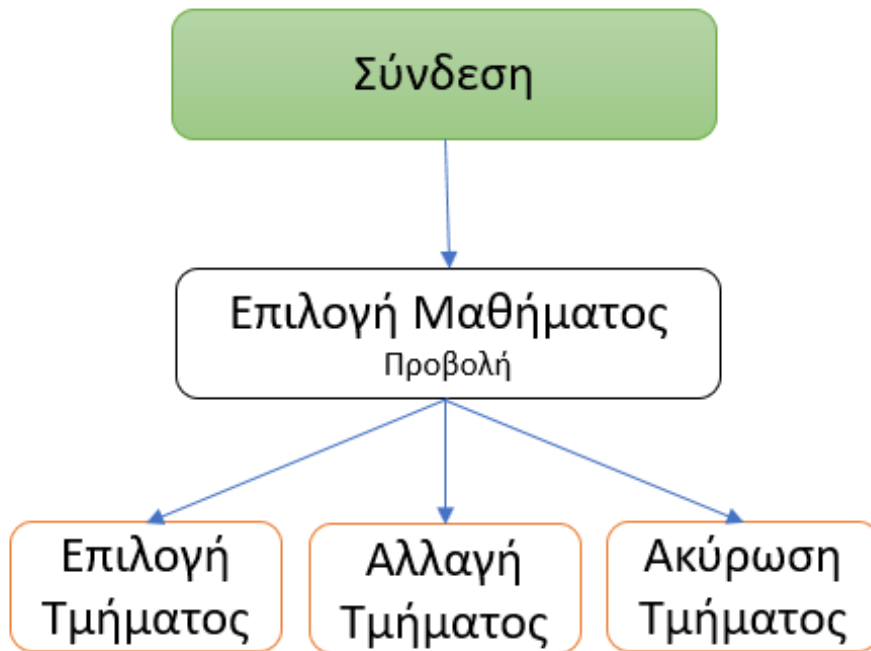 Σύνδεση
Επιλογή Μαθήματος
Προβολή
Επιλογή
Τμήματος
Αλλαγή
Τμήματος
Ακύρωση
Τμήματος